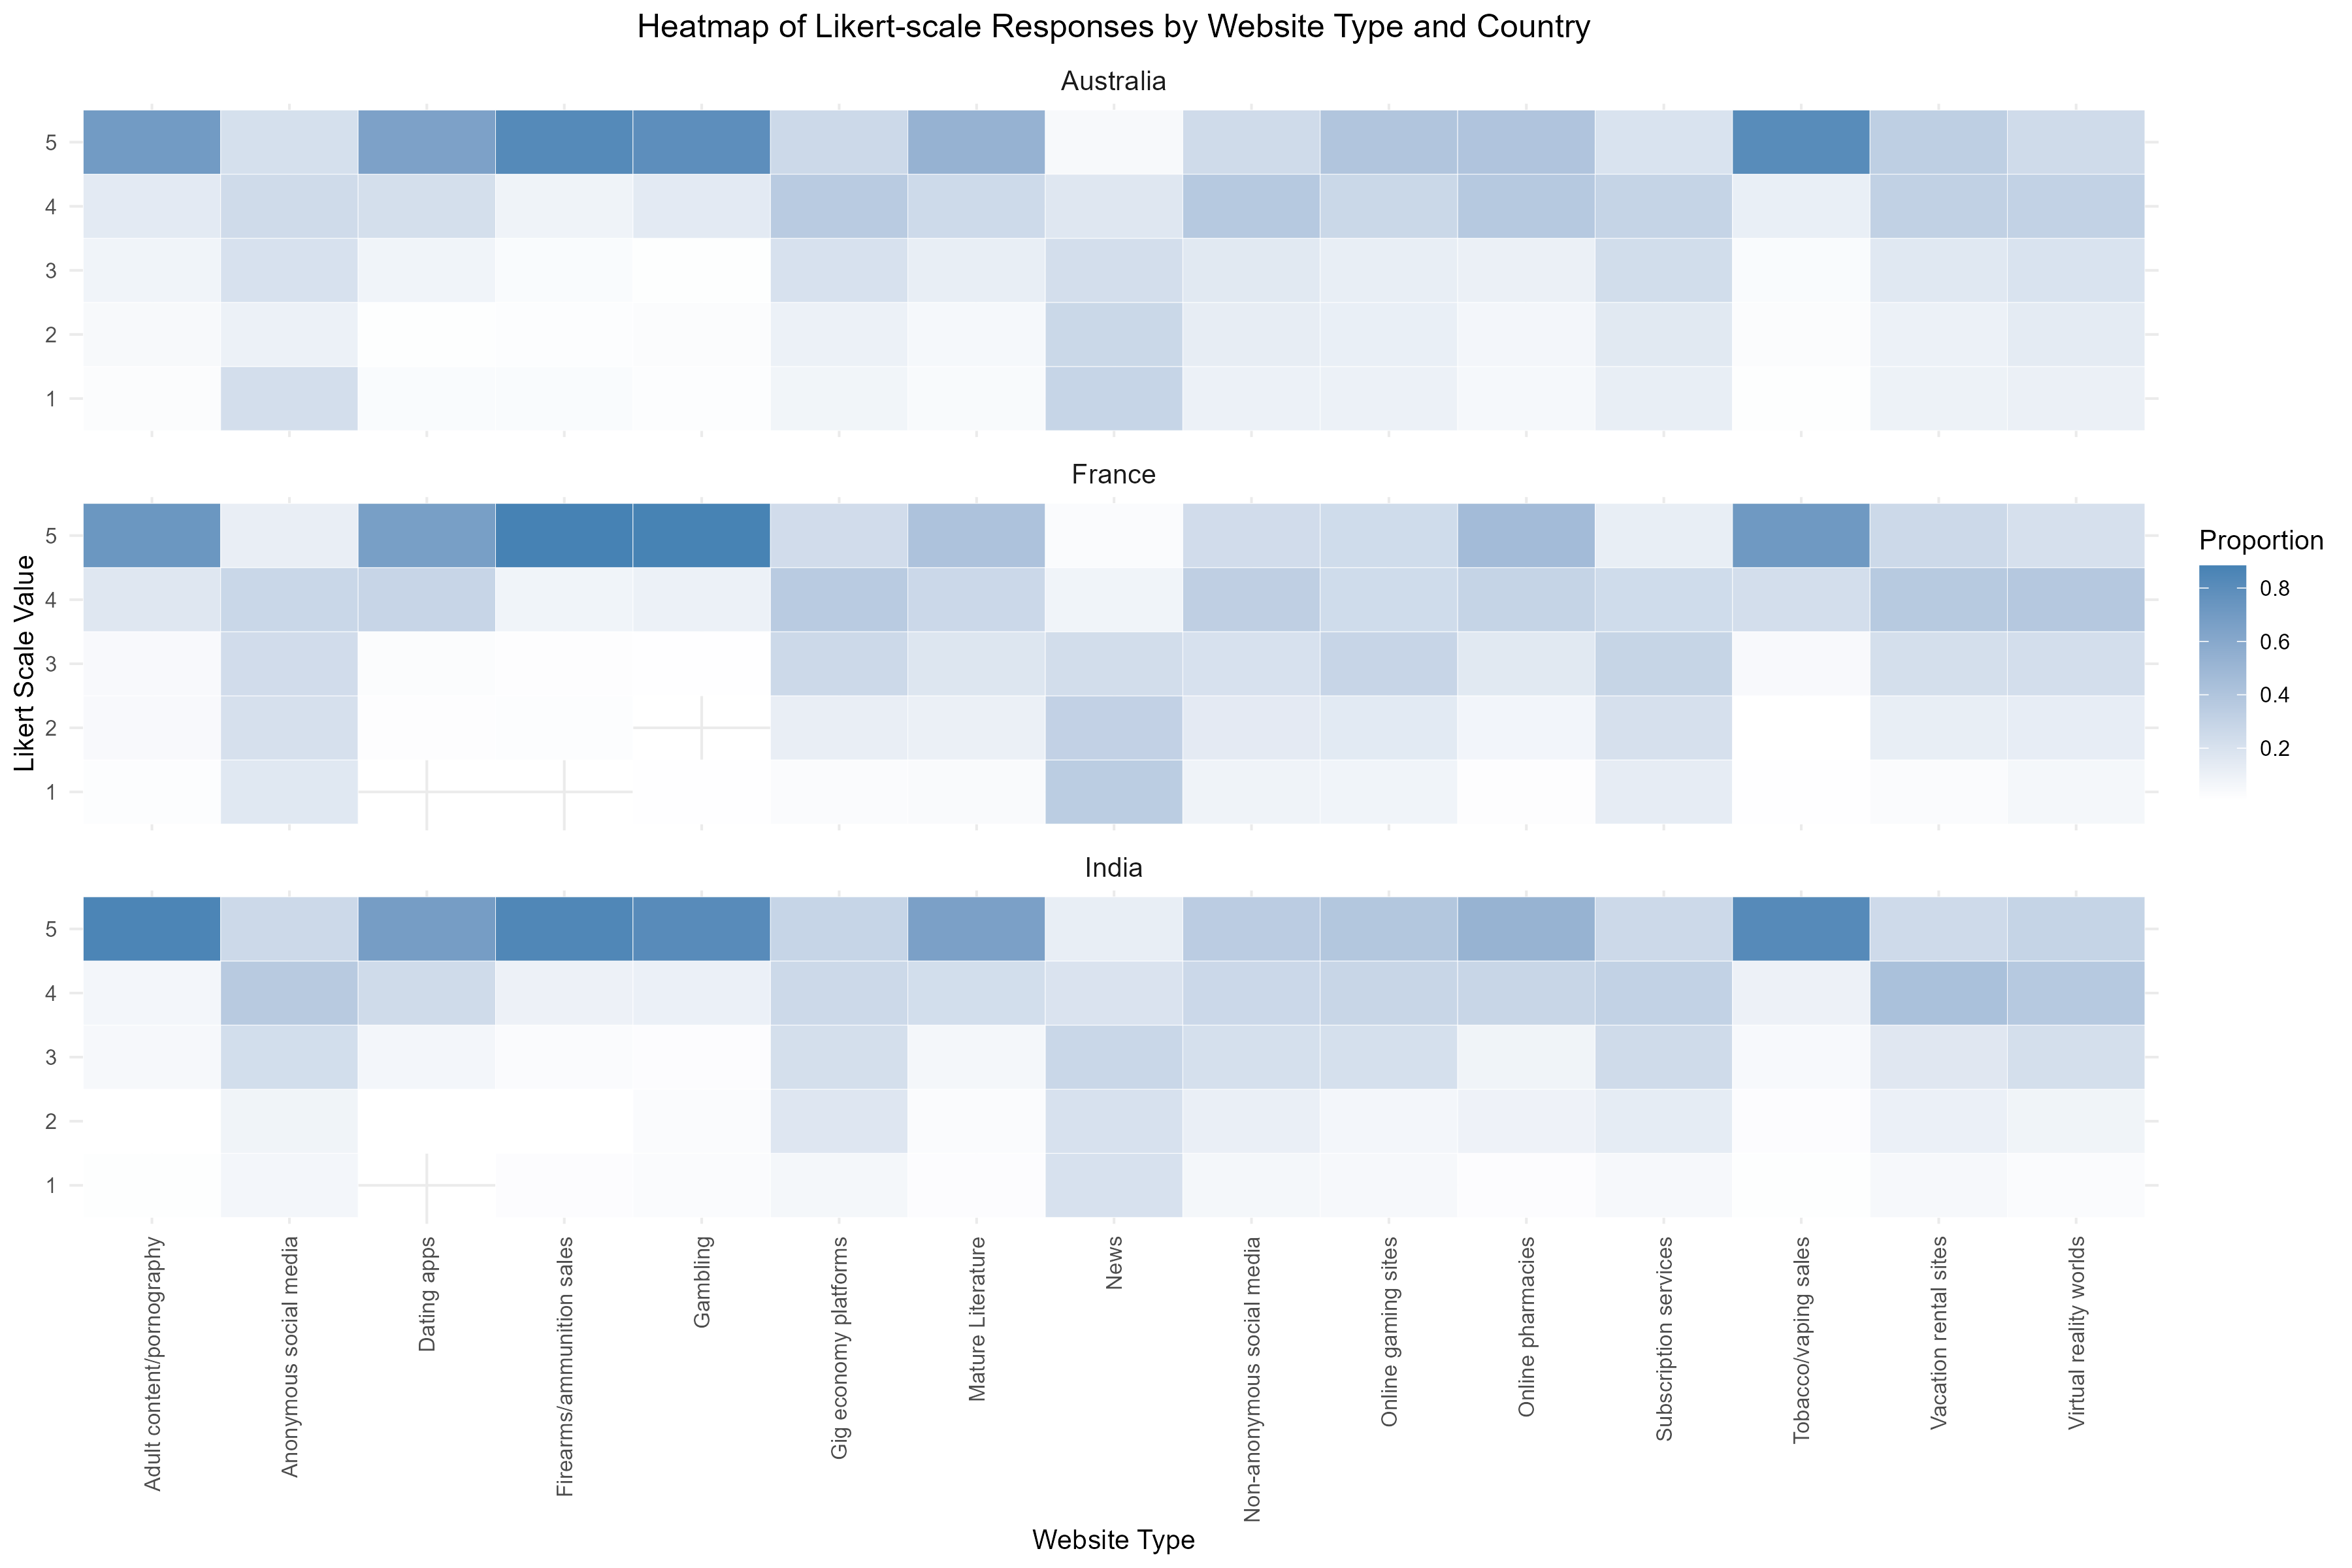 Heatmap of Likert-scale Responses by Website Type and Country
Australia
5
4
3
2
1
France
5
4
3
2
1
India
5
4
3
2
1
Likert Scale Value
Proportion
0.8
0.6
0.4
0.2
Adult content/pornography
Anonymous social media
Dating apps
Firearms/ammunition sales
Gambling
Gig economy platforms
Mature Literature
News
Non-anonymous social media
Online gaming sites
Online pharmacies
Subscription services
Tobacco/vaping sales
Vacation rental sites
Virtual reality worlds
Website Type